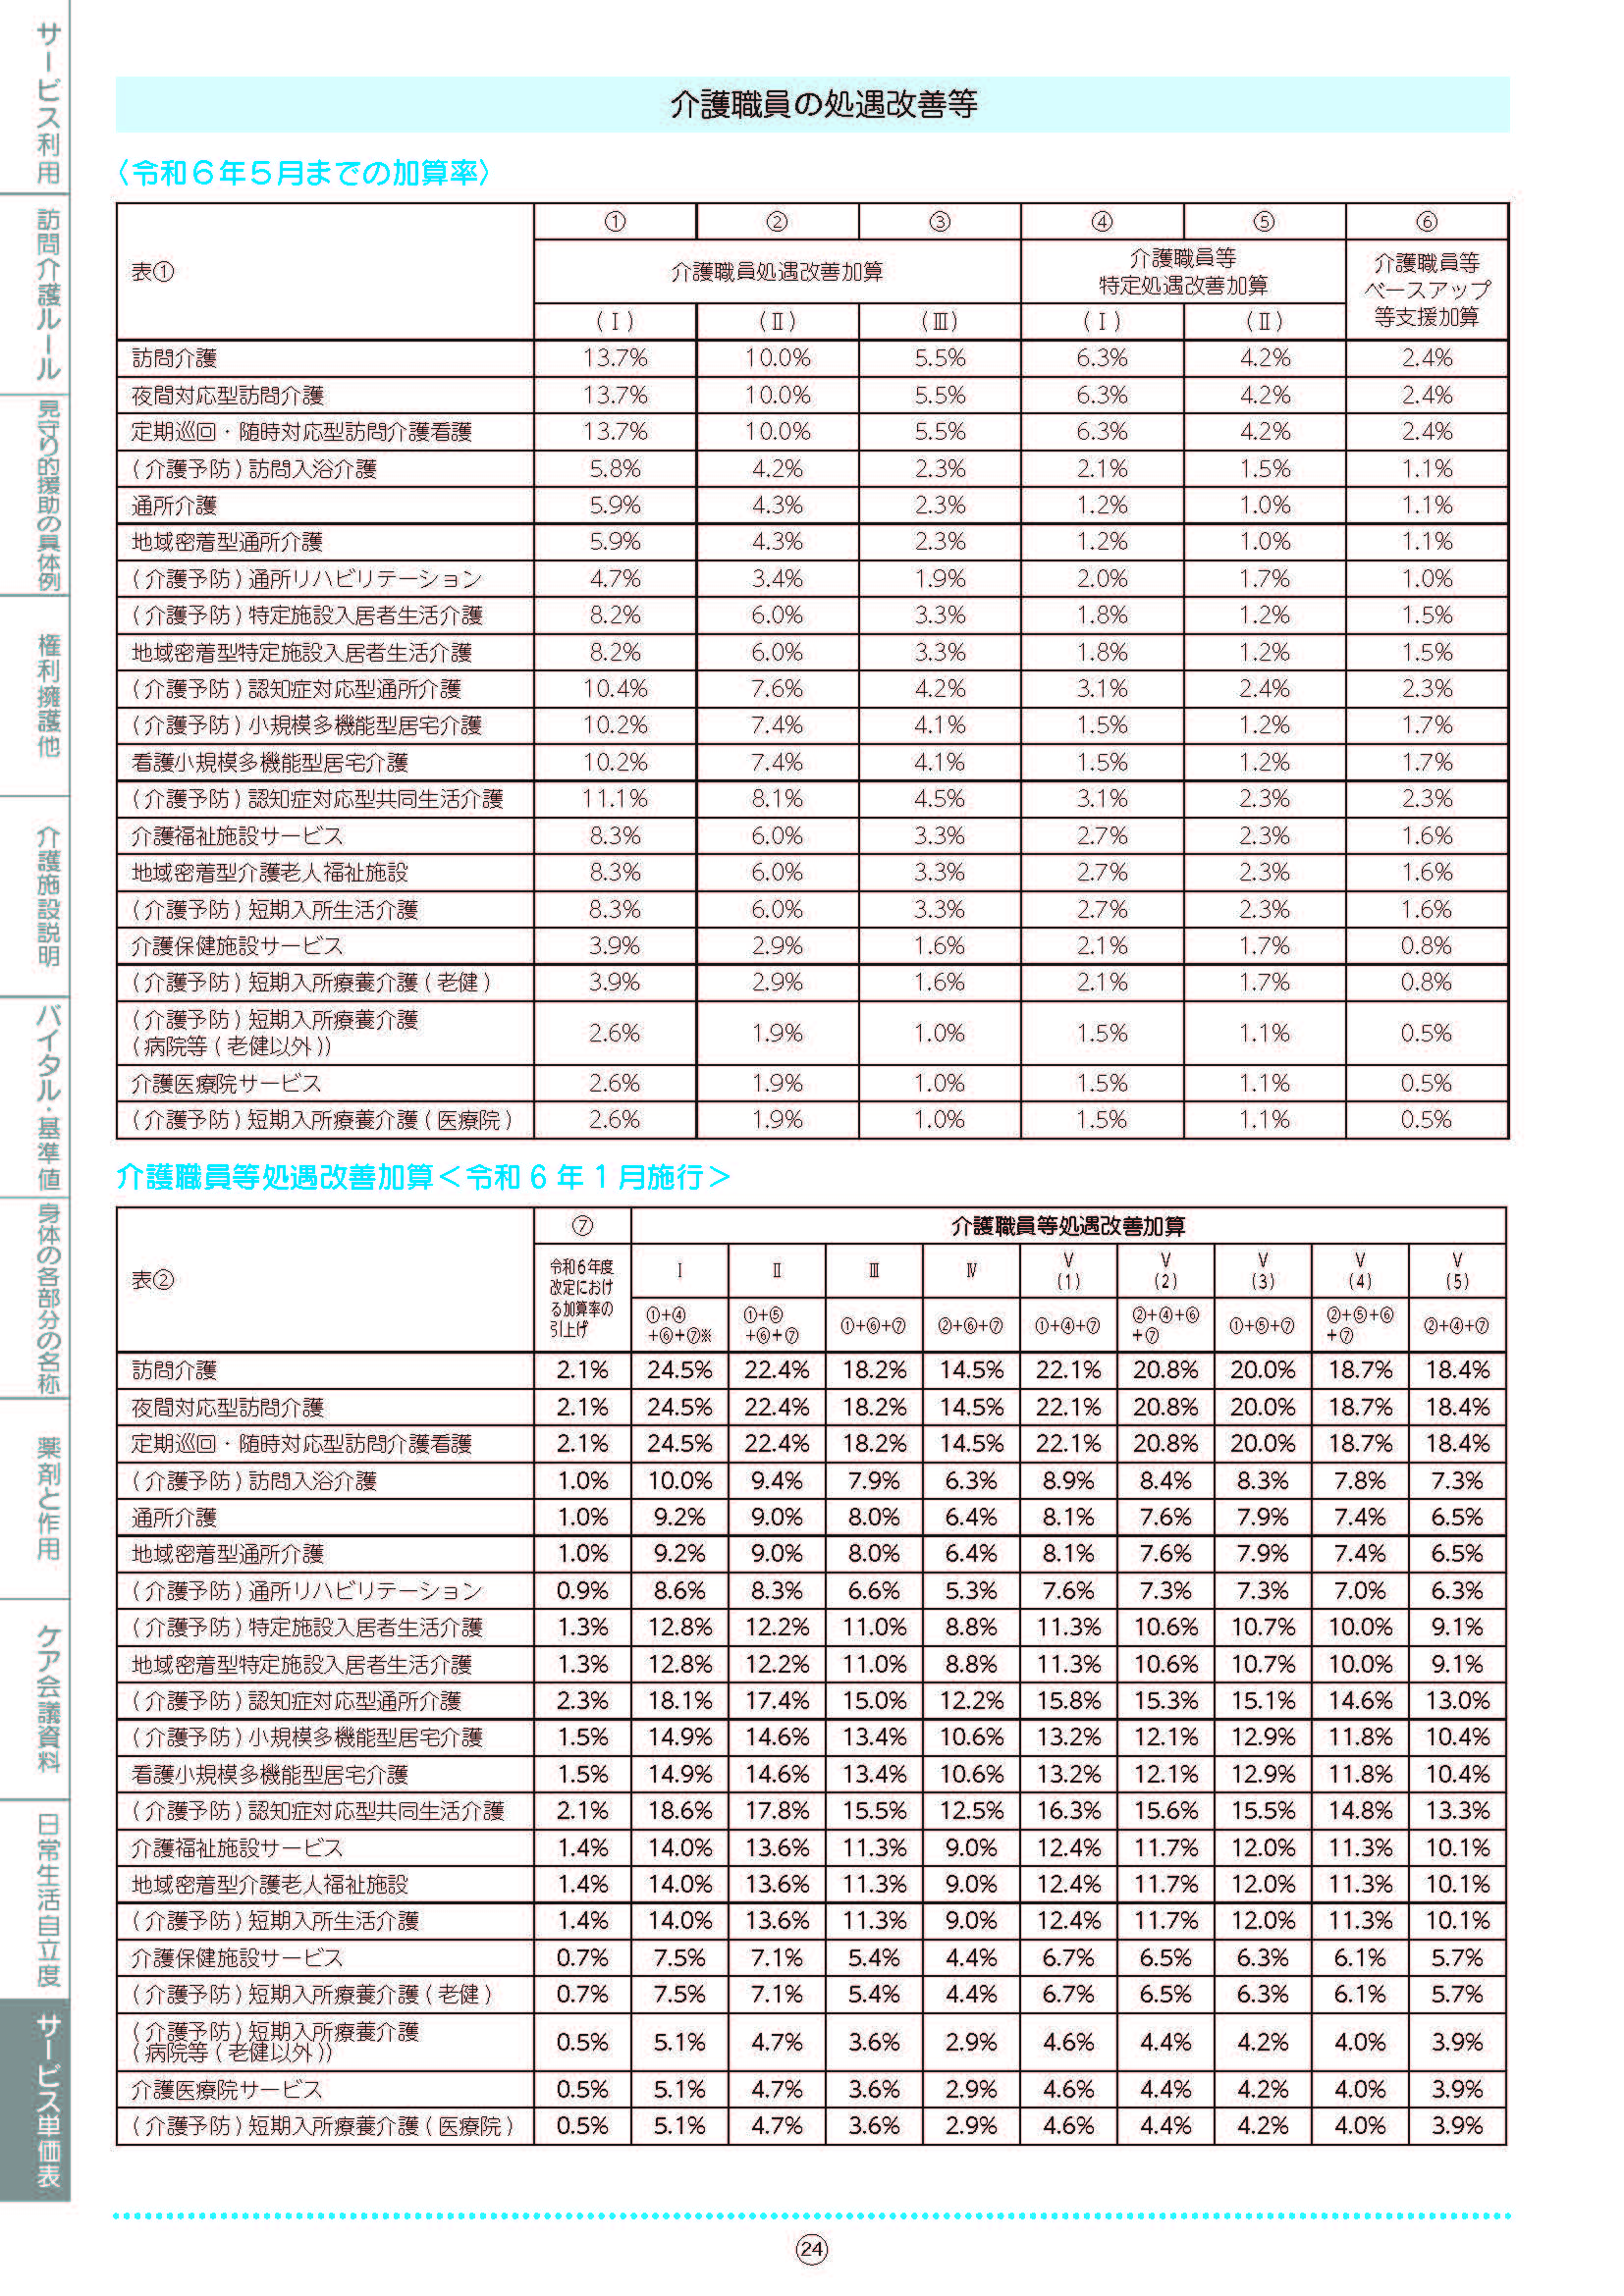 サービス利用
訪問介護ルール
見守り的援助の具体例
権利擁護他
介護施設説明
バイタル・基準値
身体の各部分の名称
薬剤と作用
ケア会議資料
日常生活自立度
サービス単価表
介護職員の処遇改善等
〈令和６年５月までの加算率〉
表① ① ② ③ ④ ⑤ ⑥
介護職員処遇改善加算 介護職員等 特定処遇改善加算 介護職員等 ベースアップ 等支援加算
(Ⅰ) (Ⅱ) (Ⅲ) (Ⅰ) (Ⅱ)
訪問介護 13.7% 10.0% 5.5% 6.3% 4.2% 2.4%
夜間対応型訪問介護 13.7% 10.0% 5.5% 6.3% 4.2% 2.4%
定期巡回・随時対応型訪問介護看護 13.7% 10.0% 5.5% 6.3% 4.2% 2.4%
(介護予防)訪問入浴介護 5.8% 4.2% 2.3% 2.1% 1.5% 1.1%
通所介護 5.9% 4.3% 2.3% 1.2% 1.0% 1.1%
地域密着型通所介護 5.9% 4.3% 2.3% 1.2% 1.0% 1.1%
(介護予防)通所リハビリテーション 4.7% 3.4% 1.9% 2.0% 1.7% 1.0%
(介護予防)特定施設入居者生活介護 8.2% 6.0% 3.3% 1.8% 1.2% 1.5%
地域密着型特定施設入居者生活介護 8.2% 6.0% 3.3% 1.8% 1.2% 1.5%
(介護予防)認知症対応型通所介護 10.4% 7.6% 4.2% 3.1% 2.4% 2.3%
(介護予防)小規模多機能型居宅介護 10.2% 7.4% 4.1% 1.5% 1.2% 1.7%
看護小規模多機能型居宅介護 10.2% 7.4% 4.1% 1.5% 1.2% 1.7%
(介護予防)認知症対応型共同生活介護 11.1% 8.1% 4.5% 3.1% 2.3% 2.3%
介護福祉施設サービス 8.3% 6.0% 3.3% 2.7% 2.3% 1.6%
地域密着型介護老人福祉施設 8.3% 6.0% 3.3% 2.7% 2.3% 1.6%
(介護予防)短期入所生活介護 8.3% 6.0% 3.3% 2.7% 2.3% 1.6%
介護保健施設サービス 3.9% 2.9% 1.6% 2.1% 1.7% 0.8%
(介護予防)短期入所療養介護(老健) 3.9% 2.9% 1.6% 2.1% 1.7% 0.8%
(介護予防)短期入所療養介護
(病院等(老健以外)) 2.6% 1.9% 1.0% 1.5% 1.1% 0.5%
介護医療院サービス 2.6% 1.9% 1.0% 1.5% 1.1% 0.5%
(介護予防)短期入所療養介護(医療院) 2.6% 1.9% 1.0% 1.5% 1.1% 0.5%
介護職員等処遇改善加算＜令和 6 年 1 月施行＞
表② ⑦ 介護職員等処遇改善加算
令和6年度
改定におけ
る加算率の
引上げ
Ⅰ Ⅱ Ⅲ Ⅳ Ⅴ(1) Ⅴ(2) Ⅴ(3) Ⅴ(4) Ⅴ(5)
①+④+⑥+⑦※ ①+⑤+⑥+⑦ ①+⑥+⑦ ②+⑥+⑦ ①+④+⑦ ②+④+⑥+⑦ ①+⑤+⑦ ②+⑤+⑥+⑦ ②+④+⑦
訪問介護 2.1% 24.5% 22.4% 18.2% 14.5% 22.1% 20.8% 20.0% 18.7% 18.4%
夜間対応型訪問介護 2.1% 24.5% 22.4% 18.2% 14.5% 22.1% 20.8% 20.0% 18.7% 18.4%
定期巡回・随時対応型訪問介護看護 2.1% 24.5% 22.4% 18.2% 14.5% 22.1% 20.8% 20.0% 18.7% 18.4%
(介護予防)訪問入浴介護 1.0% 10.0% 9.4% 7.9% 6.3% 8.9% 8.4% 8.3% 7.8% 7.3%
通所介護 1.0% 9.2% 9.0% 8.0% 6.4% 8.1% 7.6% 7.9% 7.4% 6.5%
地域密着型通所介護 1.0% 9.2% 9.0% 8.0% 6.4% 8.1% 7.6% 7.9% 7.4% 6.5%
(介護予防)通所リハビリテーション 0.9% 8.6% 8.3% 6.6% 5.3% 7.6% 7.3% 7.3% 7.0% 6.3%
(介護予防)特定施設入居者生活介護 1.3% 12.8% 12.2% 11.0% 8.8% 11.3% 10.6% 10.7% 10.0% 9.1%
地域密着型特定施設入居者生活介護 1.3% 12.8% 12.2% 11.0% 8.8% 11.3% 10.6% 10.7% 10.0% 9.1%
(介護予防)認知症対応型通所介護 2.3% 18.1% 17.4% 15.0% 12.2% 15.8% 15.3% 15.1% 14.6% 13.0%
(介護予防)小規模多機能型居宅介護 1.5% 14.9% 14.6% 13.4% 10.6% 13.2% 12.1% 12.9% 11.8% 10.4%
看護小規模多機能型居宅介護 1.5% 14.9% 14.6% 13.4% 10.6% 13.2% 12.1% 12.9% 11.8% 10.4%
(介護予防)認知症対応型共同生活介護 2.1% 18.6% 17.8% 15.5% 12.5% 16.3% 15.6% 15.5% 14.8% 13.3%
介護福祉施設サービス 1.4% 14.0% 13.6% 11.3% 9.0% 12.4% 11.7% 12.0% 11.3% 10.1%
地域密着型介護老人福祉施設 1.4% 14.0% 13.6% 11.3% 9.0% 12.4% 11.7% 12.0% 11.3% 10.1%
(介護予防)短期入所生活介護 1.4% 14.0% 13.6% 11.3% 9.0% 12.4% 11.7% 12.0% 11.3% 10.1%
介護保健施設サービス 0.7% 7.5% 7.1% 5.4% 4.4% 6.7% 6.5% 6.3% 6.1% 5.7%
(介護予防)短期入所療養介護(老健) 0.7% 7.5% 7.1% 5.4% 4.4% 6.7% 6.5% 6.3% 6.1% 5.7%
(介護予防)短期入所療養介護
(病院等(老健以外)) 0.5% 5.1% 4.7% 3.6% 2.9% 4.6% 4.4% 4.2% 4.0% 3.9%
介護医療院サービス 0.5% 5.1% 4.7% 3.6% 2.9% 4.6% 4.4% 4.2% 4.0% 3.9%
(介護予防)短期入所療養介護(医療院) 0.5% 5.1% 4.7% 3.6% 2.9% 4.6% 4.4% 4.2% 4.0% 3.9%
24